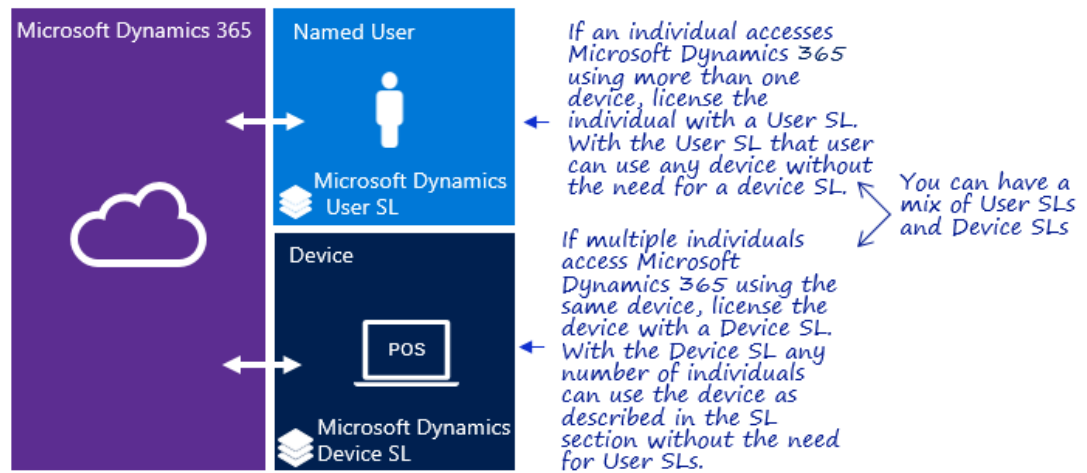 Microsoft Dynamics 365
Named User
Microsoft Dynamics
User SL
Device
POS
Microsoft Dynamics
Device SL
If an individual accesses
Microsoft Dynamics 365
using more than one
device, license the
individual with a User SL.
With the User SL that user
can use any device without
the need for a device SL.
If multiple individuals
access Microsoft
Dynamics 365 using the
same device, license the
device with a Device SL.
With the Device SL any
number of individuals
can use the device as
described in the SL
section without the need
for User SLs.
You can have a
mix of User SLs
and Device SLs